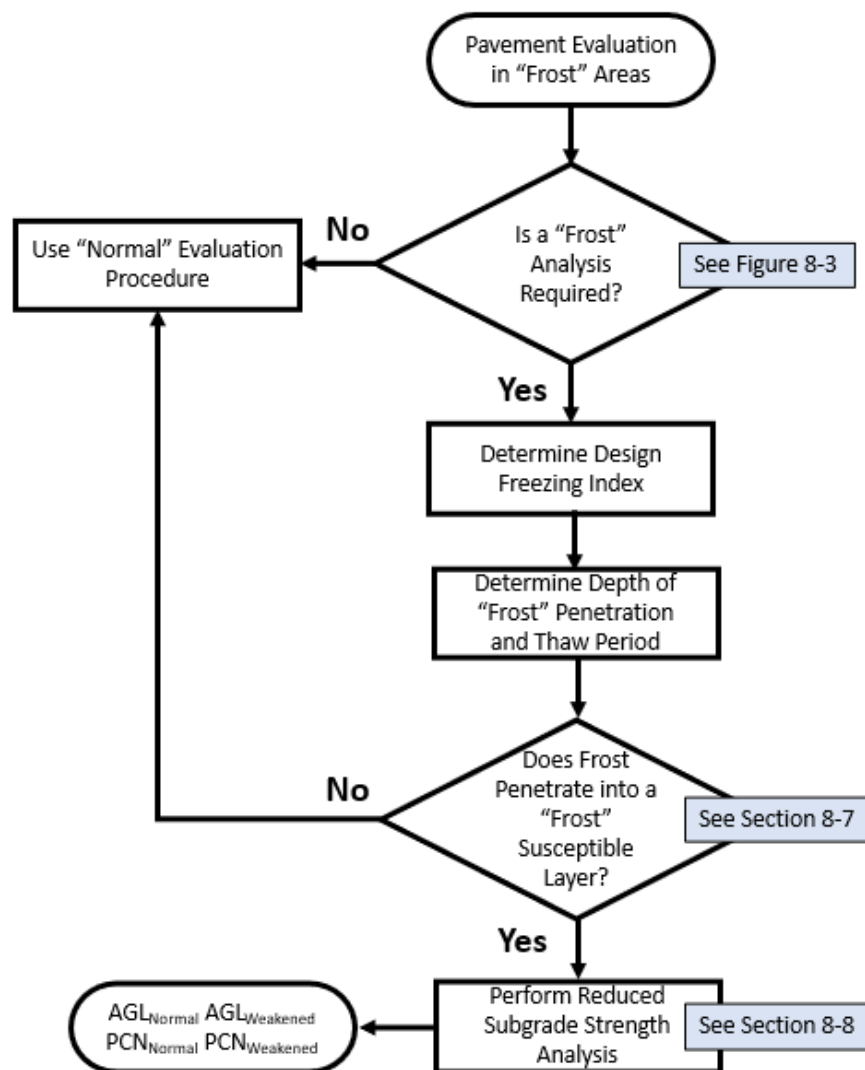 Pavement Evaluation
in “Frost” Areas
No
Use “Normal” Evaluation
Procedure
Is a “Frost”
Analysis
Required?
See Figure 8-3
Yes
Determine Design
Freezing Index
Determine Depth of
“Frost” Penetration
and Thaw Period
No
Does Frost
Penetrate into a
“Frost”
Susceptible
Layer?
See Section 8-7
Yes
Perform Reduced
Subgrade Strength
Analysis
See Section 8-8
AGLNormal AGLWeakened
PCNNormal PCNWeakened